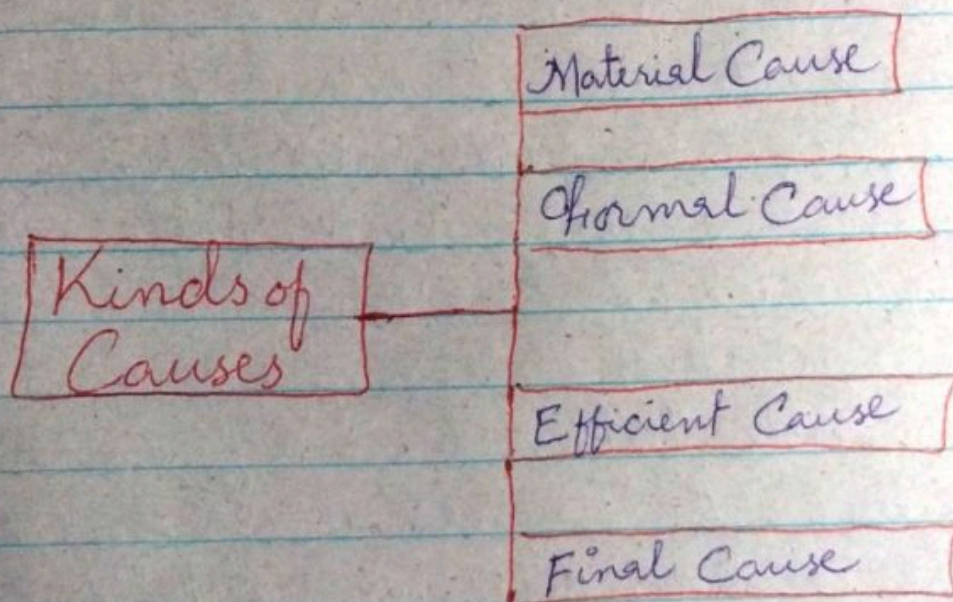 Material Cause
Formal Cause
Kinds of
Causes
Efficient Cause
Final Cause